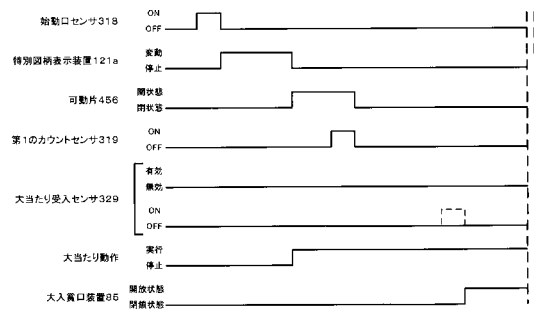 始動口センサ318
ON
OFF
特別図柄表示装置121a
変動
停止
可動片456
開状態
閉状態
第1のカウントセンサ319
ON
OFF
大当たり受入センサ329
有効
無効
ON
OFF
大当たり動作
実行
停止
大入賞口装置85
開放状態
閉鎖状態